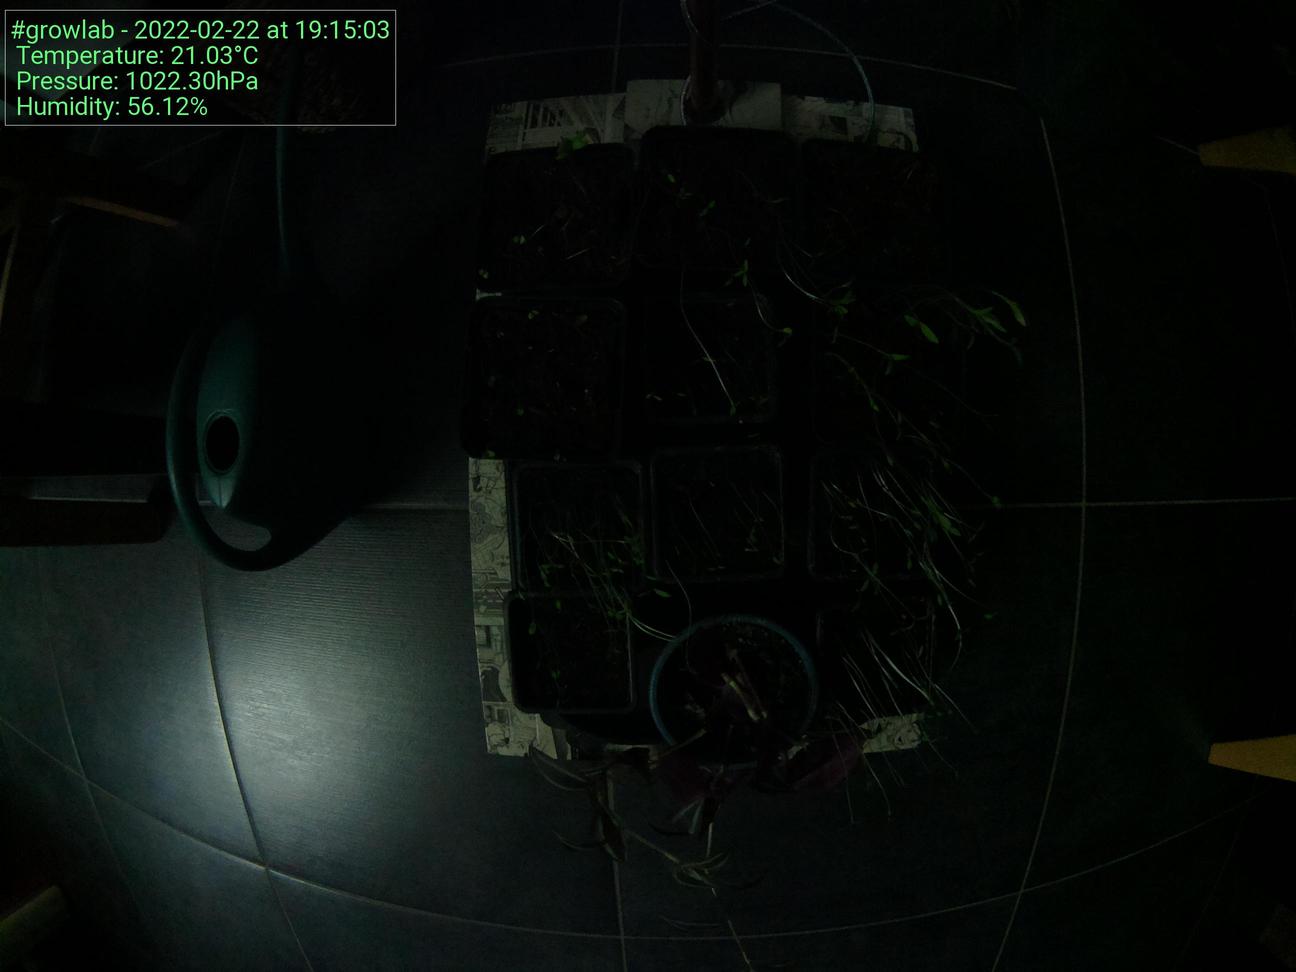 #growlab - 2022-02-22 at 19:15:03
Temperature: 21.03°C
Pressure: 1022.30hPa
Humidity: 56.12%